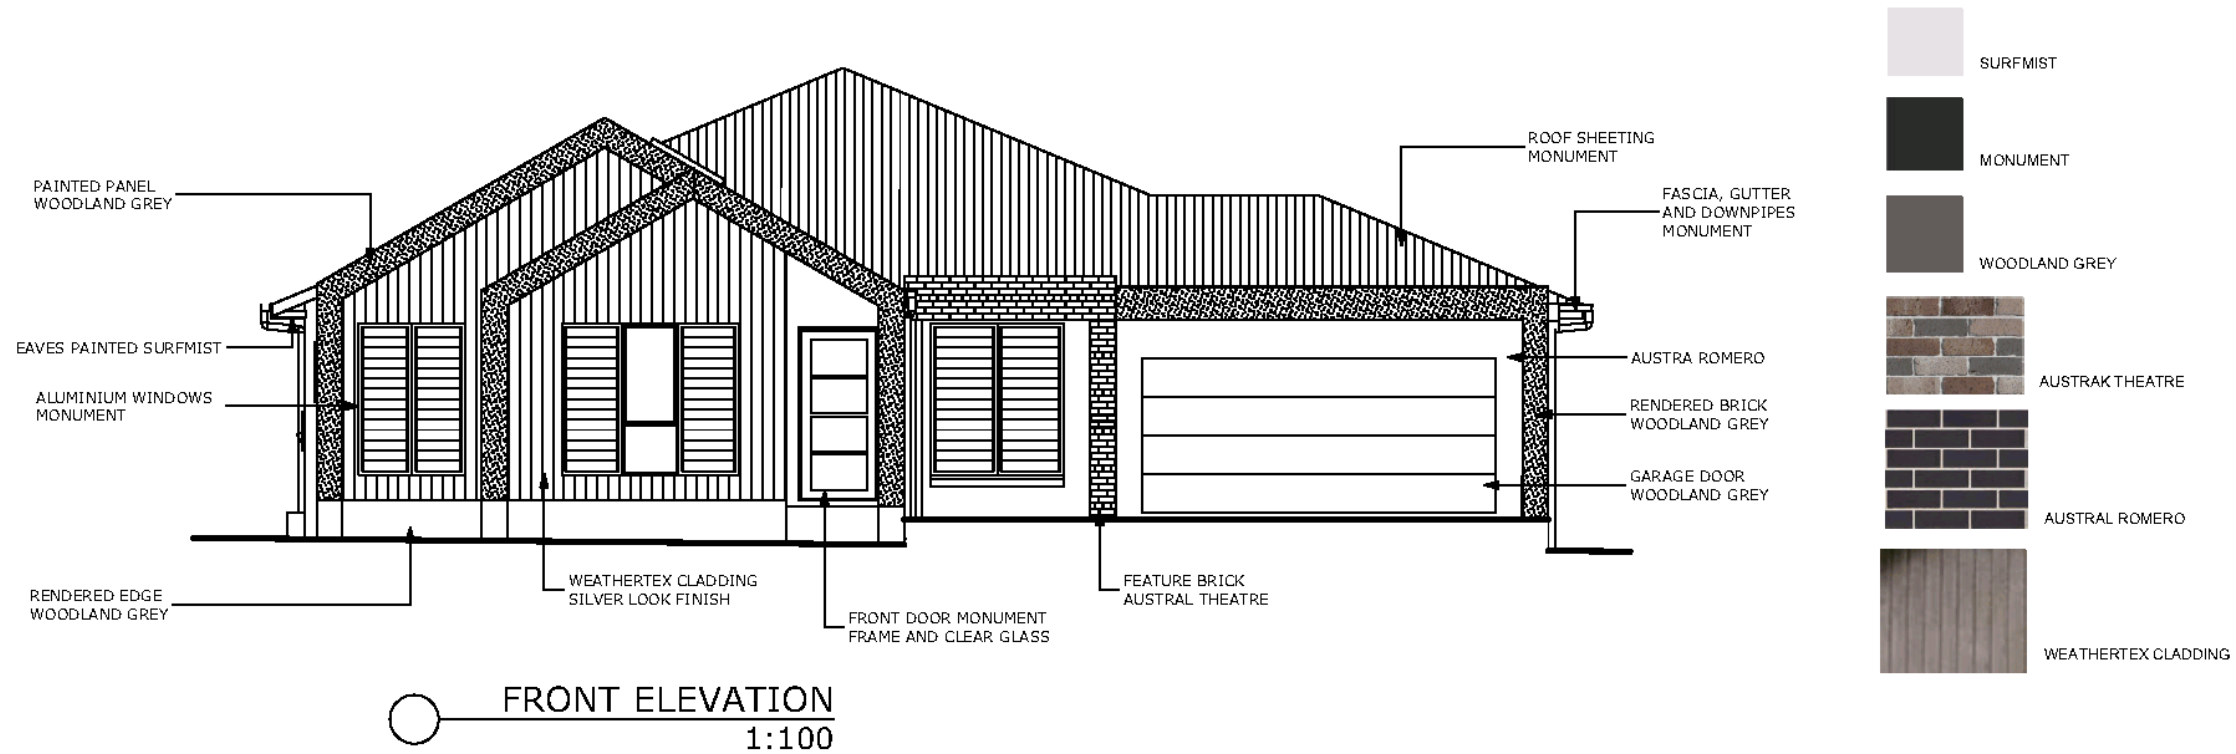 PAINTED PANEL
WOODLAND GREY
EAVES PAINTED SURFMIST
ALUMINIUM WINDOWS
MONUMENT
RENDERED EDGE
WOODLAND GREY
WEATHERTEX CLADDING
SILVER LOOK FINISH
FRONT DOOR MONUMENT
FRAME AND CLEAR GLASS
FEATURE BRICK
AUSTRAL THEATRE
ROOF SHEETING
MONUMENT
FASCIA, GUTTER
AND DOWNPIPES
MONUMENT
AUSTRA ROMERO
RENDERED BRICK
WOODLAND GREY
GARAGE DOOR
WOODLAND GREY
FRONT ELEVATION
1:100
SURFMIST
MONUMENT
WOODLAND GREY
AUSTRAK THEATRE
AUSTRAL ROMERO
WEATHERTEX CLADDING